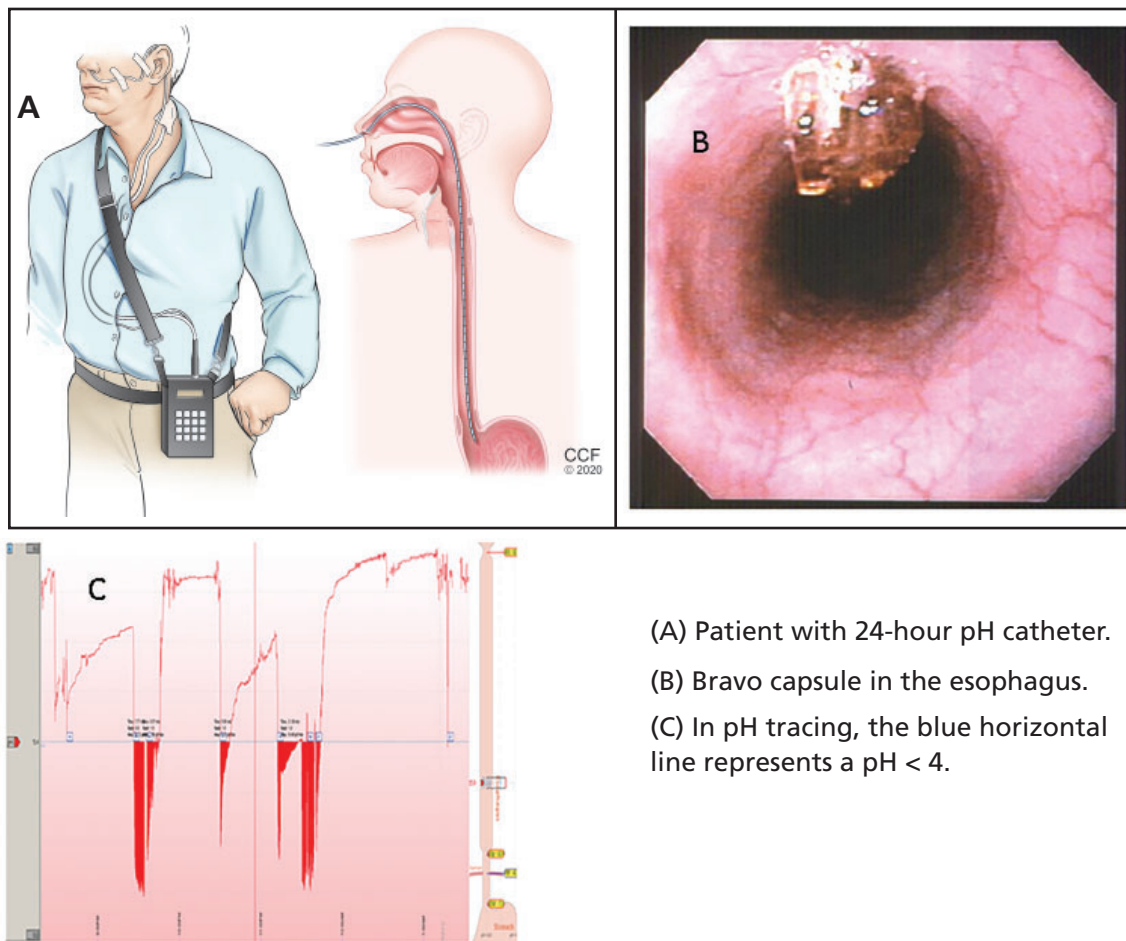 A
CCF
© 2020
B
C
(A) Patient with 24-hour pH catheter.
(B) Bravo capsule in the esophagus.
(C) In pH tracing, the blue horizontal
line represents a pH < 4.